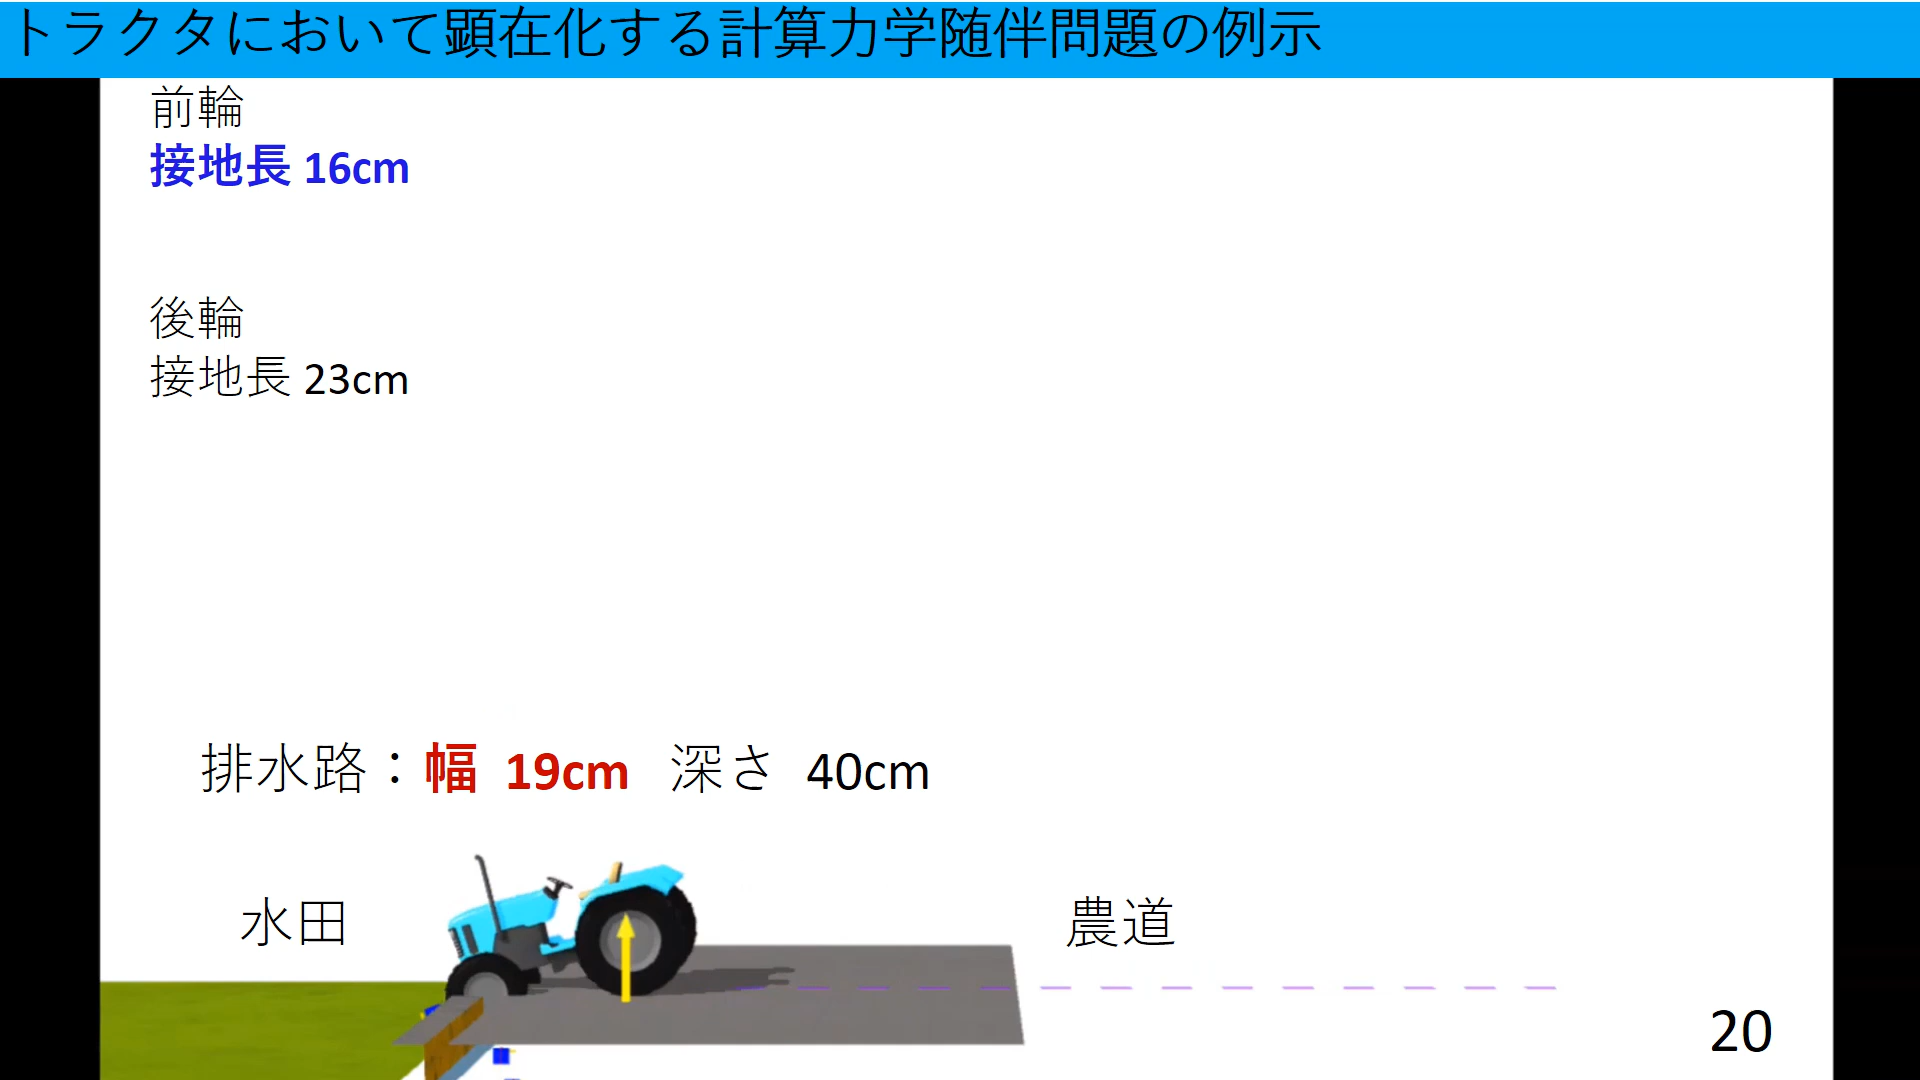 トラクタにおいて顕在化する計算力学随伴問題の例示
前輪
接地長 16cm
後輪
接地長 23cm
排水路：幅 19cm 深さ 40cm
水田
農道
20